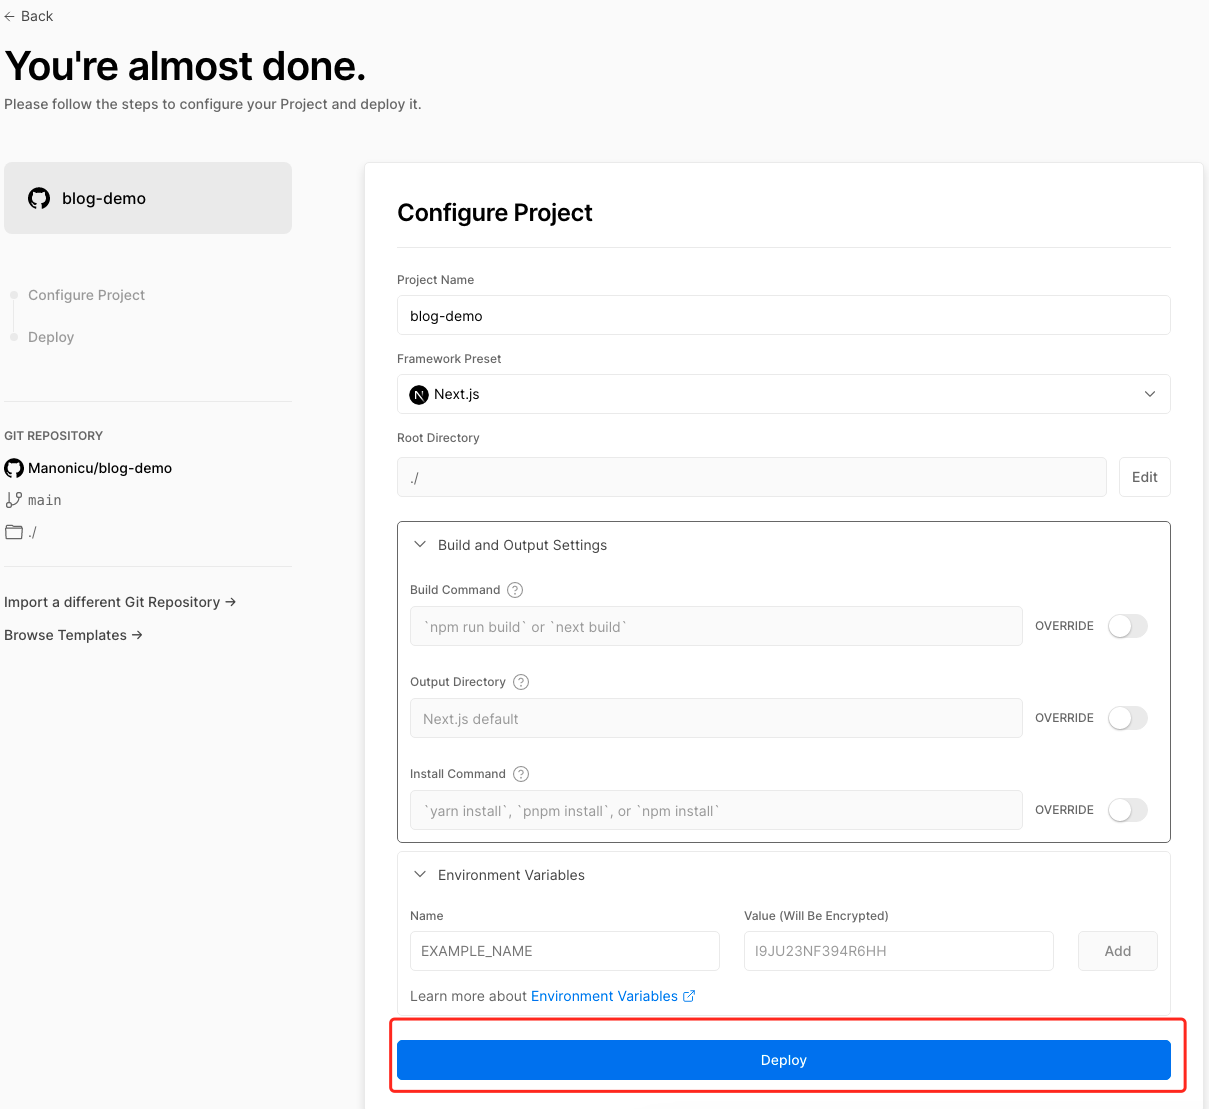 ← Back
You're almost done.
Please follow the steps to configure your Project and deploy it.
blog-demo
Configure Project
Deploy
GIT REPOSITORY
Manonicu/blog-demo
main
./
Import a different Git Repository →
Browse Templates →
Configure Project
Project Name
blog-demo
Framework Preset
N Next.js
Root Directory
./
Edit
Build and Output Settings
Build Command ?
`npm run build` or `next build`
OVERRIDE
Output Directory ?
Next.js default
OVERRIDE
Install Command ?
`yarn install`, `pnpm install`, or `npm install`
OVERRIDE
Environment Variables
Name
Value (Will Be Encrypted)
EXAMPLE_NAME
I9JU23NF394R6HH
Add
Learn more about Environment Variables
Deploy